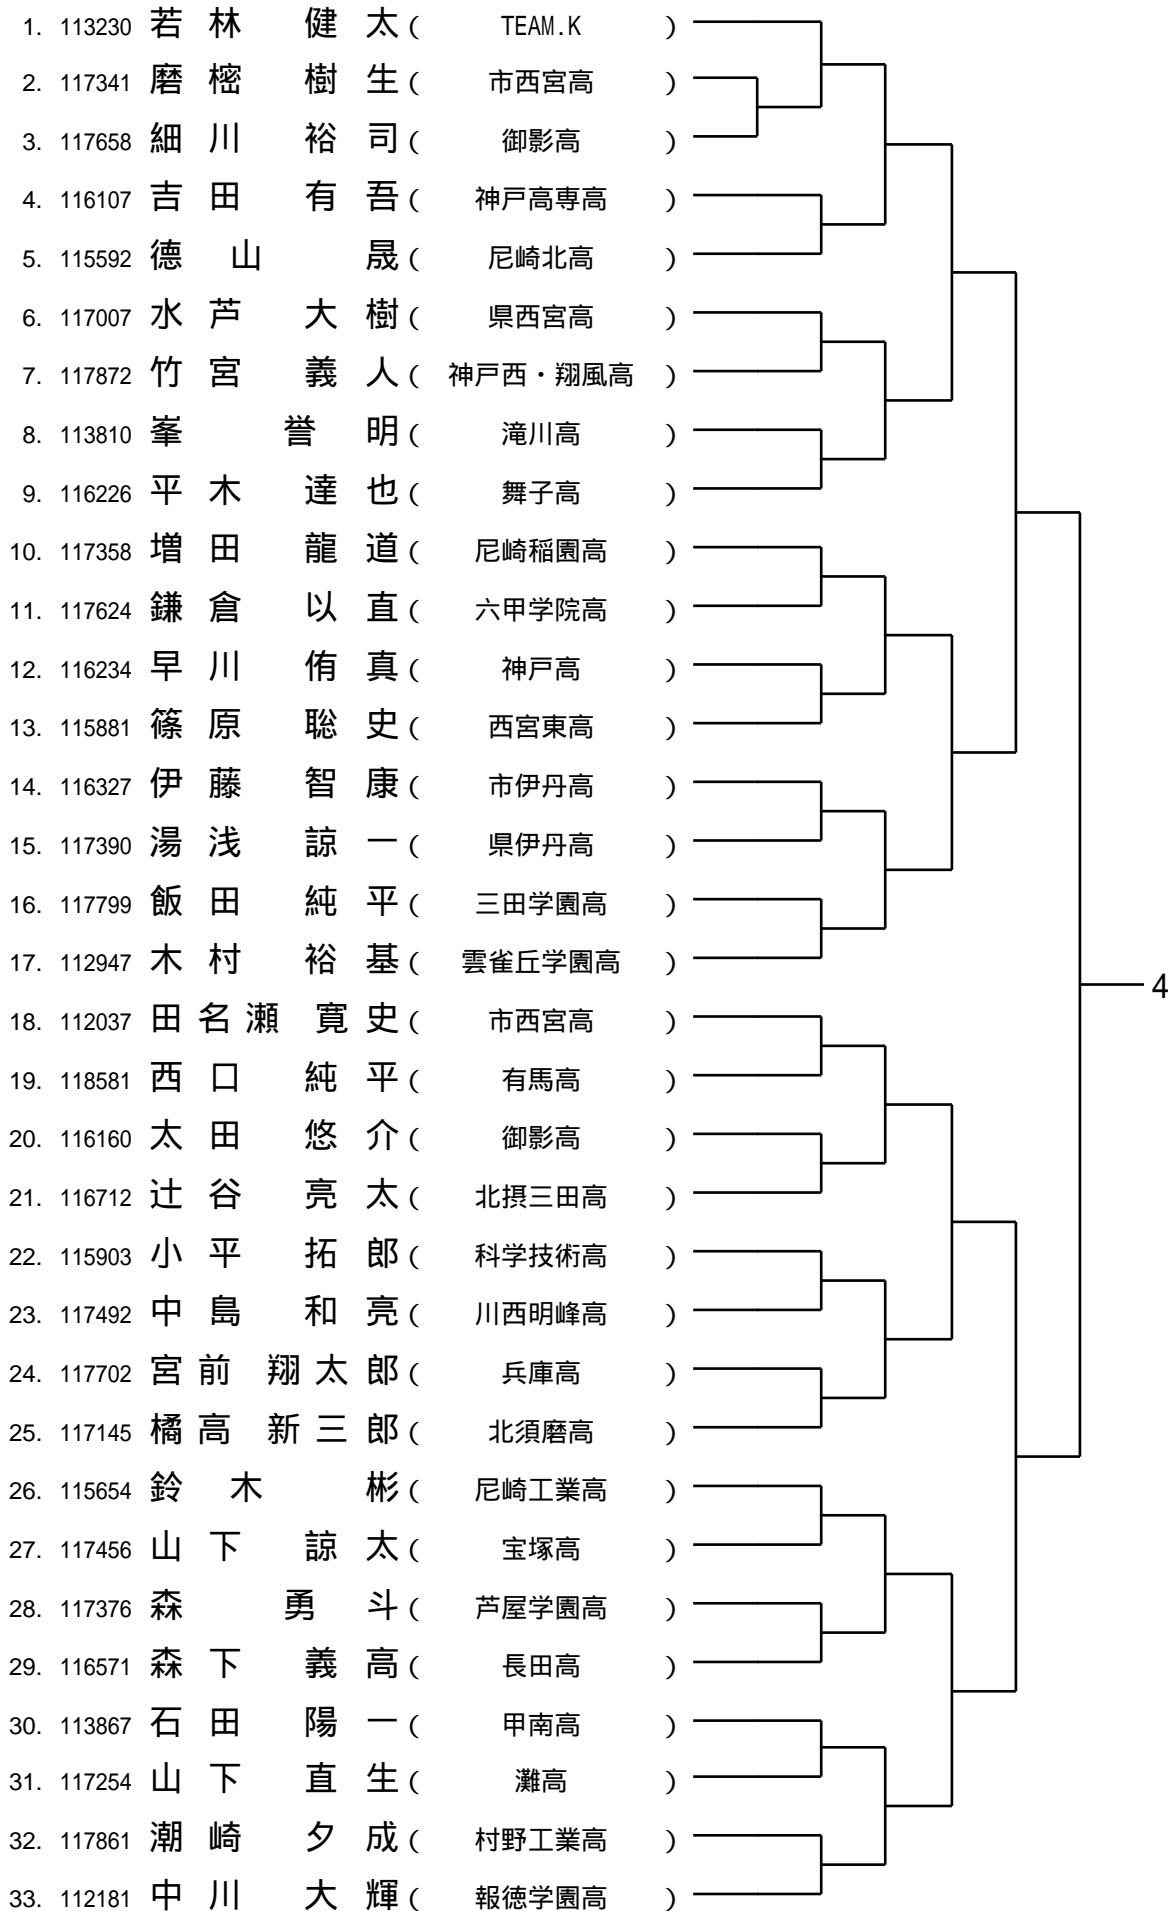 1. 113230 若林 健太 ( TEAM.K )
2. 117341 磨樒 樹生 ( 市西宮高 )
3. 117658 細川 裕司 ( 御影高 )
4. 116107 吉田 有吾 ( 神戸高専高 )
5. 115592 德山 晟 ( 尼崎北高 )
6. 117007 水芦 大樹 ( 県西宮高 )
7. 117872 竹宮 義人 ( 神戸西・翔風高 )
8. 113810 峯 誉明 ( 滝川高 )
9. 116226 平木 達也 ( 舞子高 )
10. 117358 増田 龍道 ( 尼崎稲園高 )
11. 117624 鎌倉 以直 ( 六甲学院高 )
12. 116234 早川 侑真 ( 神戸高 )
13. 115881 篠原 聡史 ( 西宮東高 )
14. 116327 伊藤 智康 ( 市伊丹高 )
15. 117390 湯浅 諒一 ( 県伊丹高 )
16. 117799 飯田 純平 ( 三田学園高 )
17. 112947 木村 裕基 ( 雲雀丘学園高 )
4
18. 112037 田名瀬 寛史 ( 市西宮高 )
19. 118581 西口 純平 ( 有馬高 )
20. 116160 太田 悠介 ( 御影高 )
21. 116712 辻谷 亮太 ( 北摂三田高 )
22. 115903 小平 拓郎 ( 科学技術高 )
23. 117492 中島 和亮 ( 川西明峰高 )
24. 117702 宮前 翔太郎 ( 兵庫高 )
25. 117145 橘高 新三郎 ( 北須磨高 )
26. 115654 鈴木 彬 ( 尼崎工業高 )
27. 117456 山下 諒太 ( 宝塚高 )
28. 117376 森 勇斗 ( 芦屋学園高 )
29. 116571 森下 義高 ( 長田高 )
30. 113867 石田 陽一 ( 甲南高 )
31. 117254 山下 直生 ( 灘高 )
32. 117861 潮崎 夕成 ( 村野工業高 )
33. 112181 中川 大輝 ( 報徳学園高 )